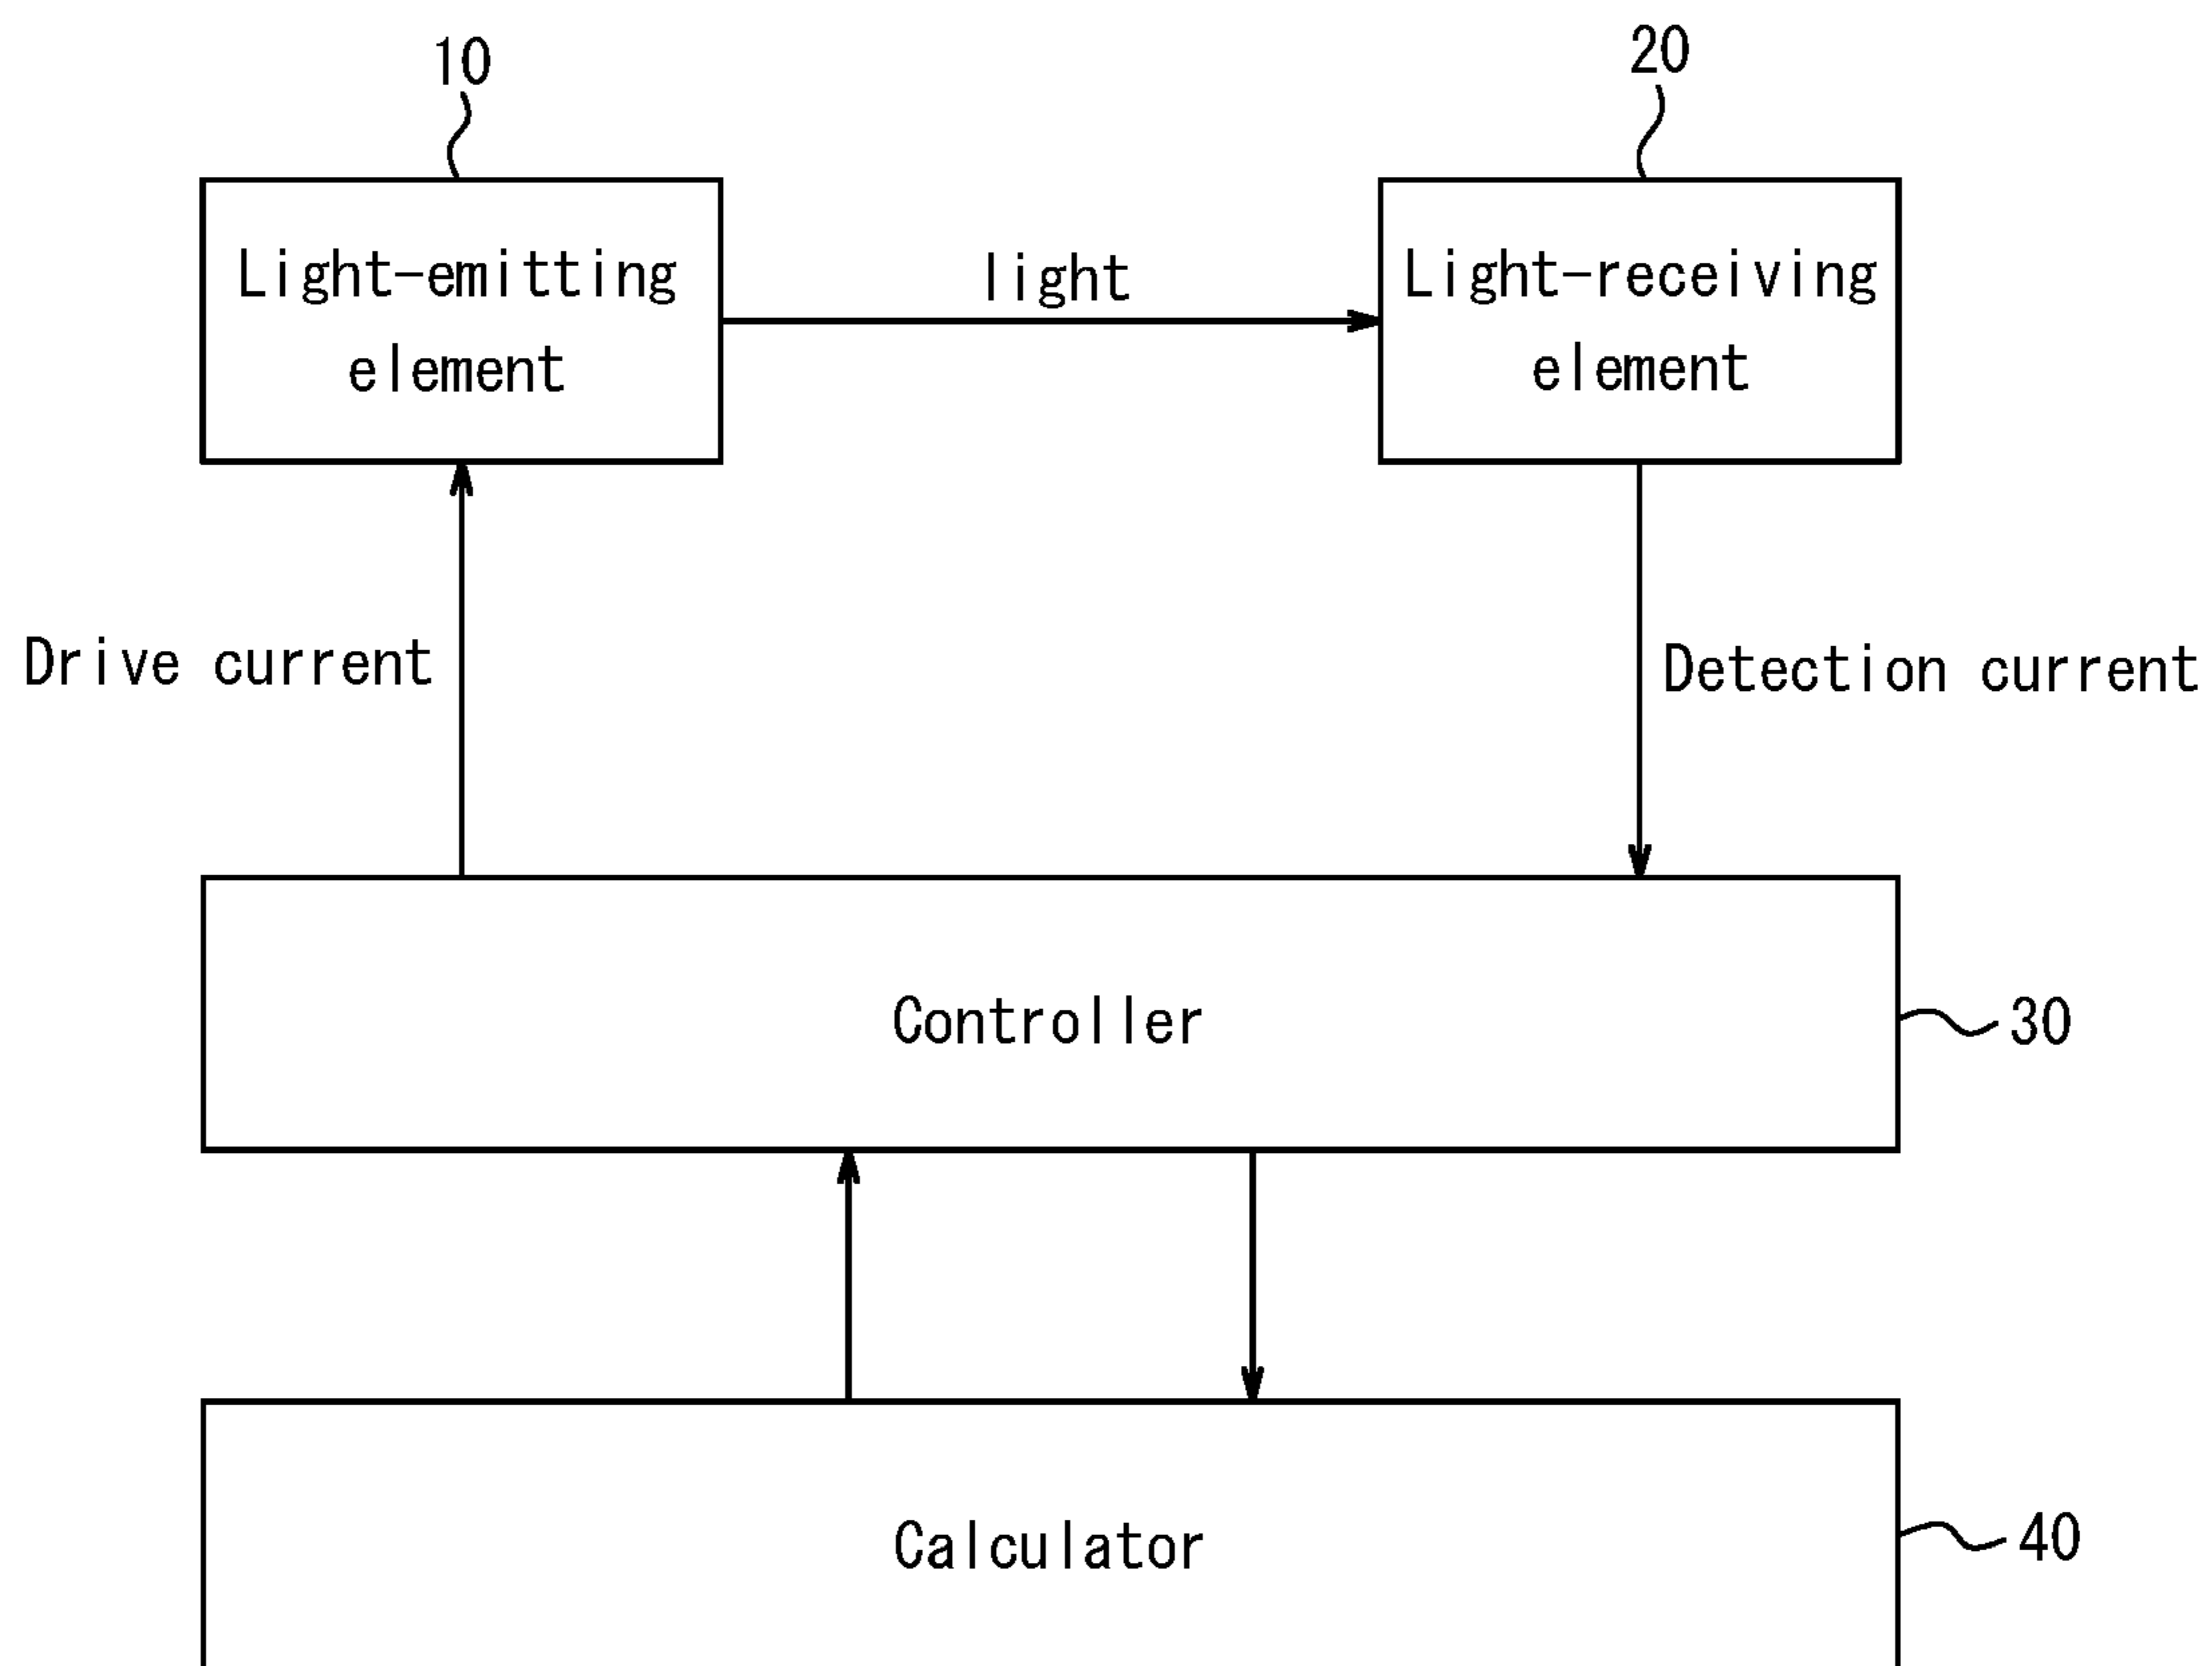 10
20
Light-emitting
element
light
Light-receiving
element
Drive current
Detection current
Controller
30
Calculator
40